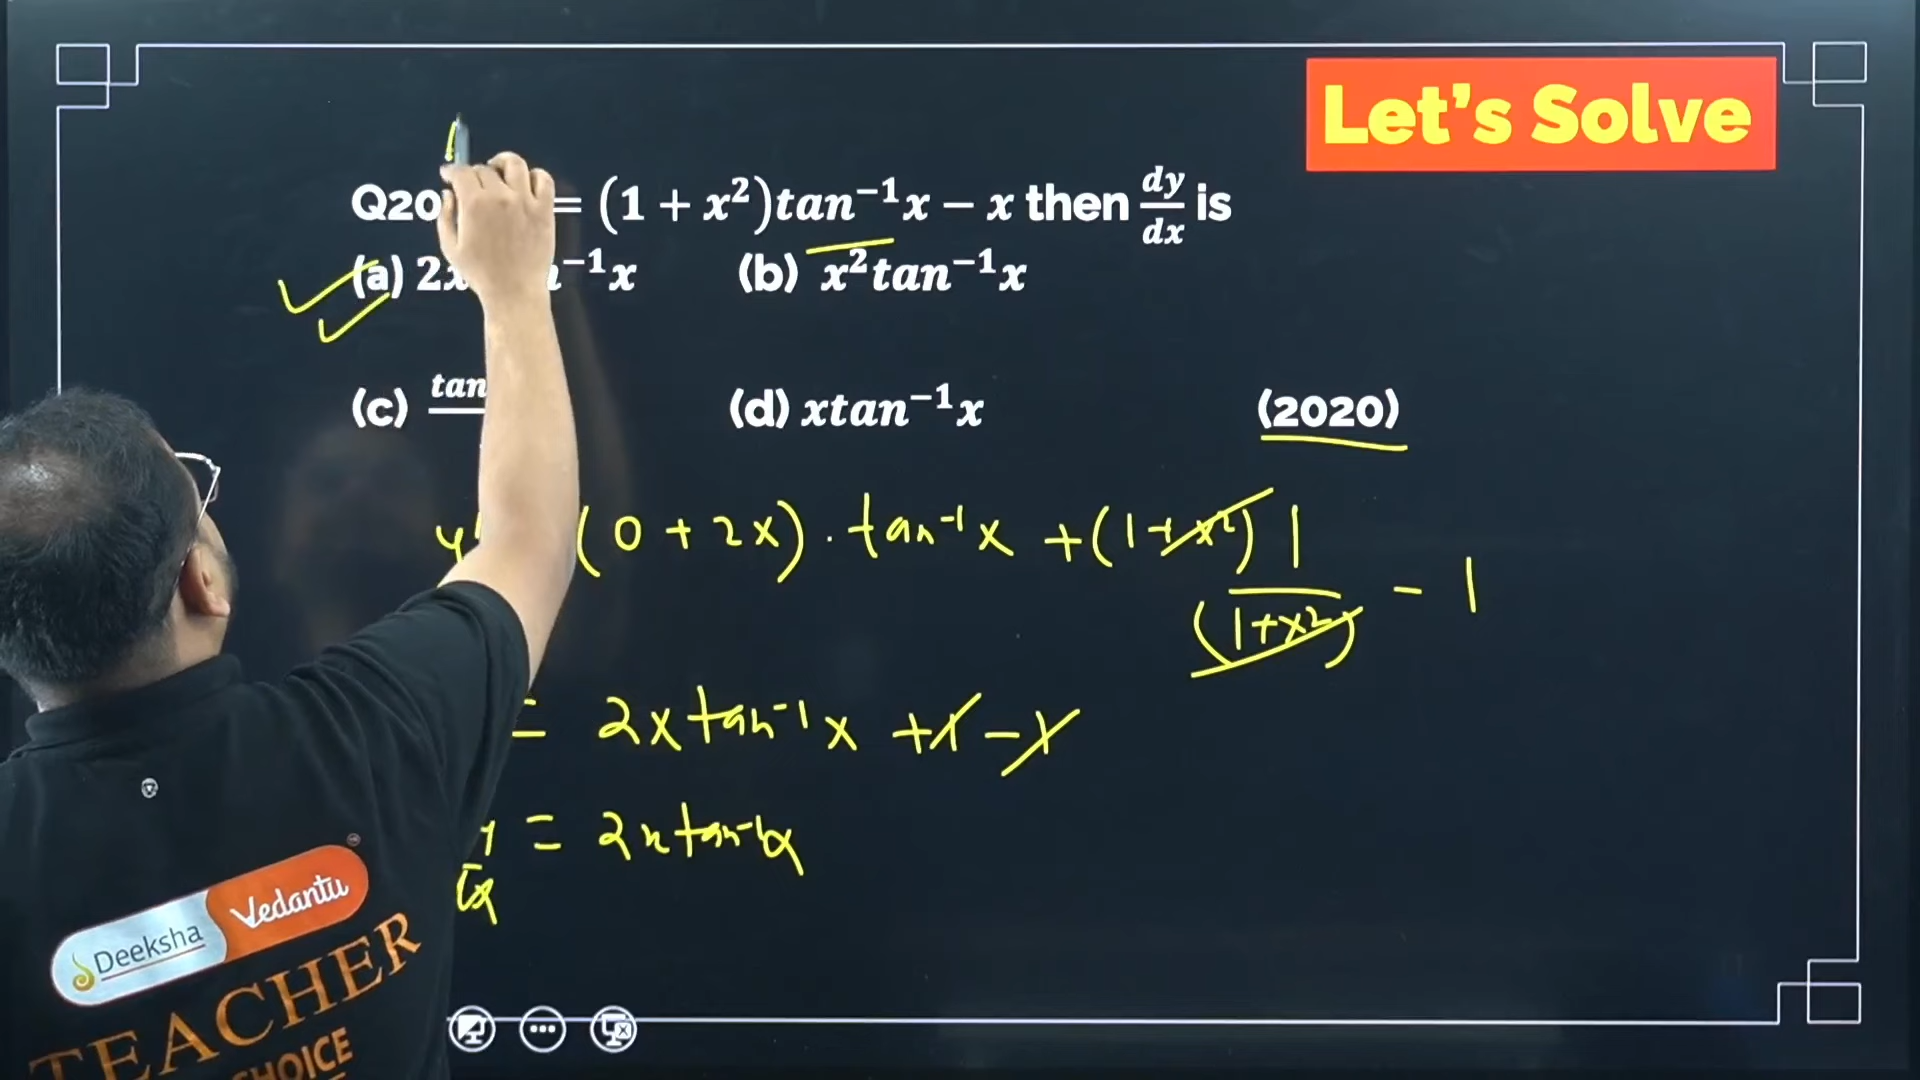 Let's Solve
Q20 = (1 + x²)tan⁻¹x − x then dy/dx is
(a) 2x ⁻¹x (b) x²tan⁻¹x
(c) tan (d) xtan⁻¹x (2020)
(0 + 2x) · tan⁻¹x + (1+x²) 1/(1+x²) − 1
= 2x tan⁻¹x + 1 − 1
= 2x tan⁻¹x
Deeksha Vedantu
TEACHER
CHOICE